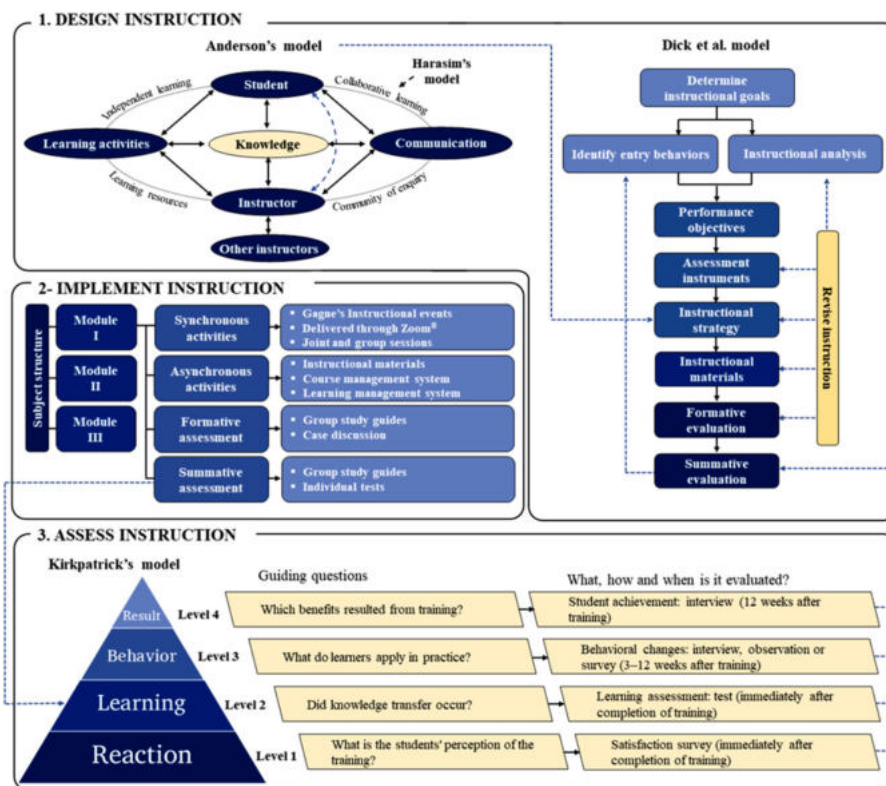 1. DESIGN INSTRUCTION
Anderson's model
Harasim's
model
Independent learning
Collaborative learning
Student
Learning activities
Knowledge
Communication
Learning resources
Community of enquiry
Instructor
Other instructors
Dick et al. model
Determine
instructional goals
Identify entry behaviors
Instructional analysis
Performance
objectives
Assessment
instruments
Instructional
strategy
Instructional
materials
Formative
evaluation
Summative
evaluation
Revise instruction
2- IMPLEMENT INSTRUCTION
Subject structure
Module
I
Module
II
Module
III
Synchronous
activities
▪ Gagne's Instructional events
▪ Delivered through Zoom®
▪ Joint and group sessions
Asynchronous
activities
▪ Instructional materials
▪ Course management system
▪ Learning management system
Formative
assessment
▪ Group study guides
▪ Case discussion
Summative
assessment
▪ Group study guides
▪ Individual tests
3. ASSESS INSTRUCTION
Kirkpatrick's model
Guiding questions
What, how and when is it evaluated?
Result
Level 4
Which benefits resulted from training?
Student achievement: interview (12 weeks after
training)
Behavior
Level 3
What do learners apply in practice?
Behavioral changes: interview, observation or
survey (3–12 weeks after training)
Learning
Level 2
Did knowledge transfer occur?
Learning assessment: test (immediately after
completion of training)
Reaction
Level 1
What is the students' perception of the
training?
Satisfaction survey (immediately after
completion of training)